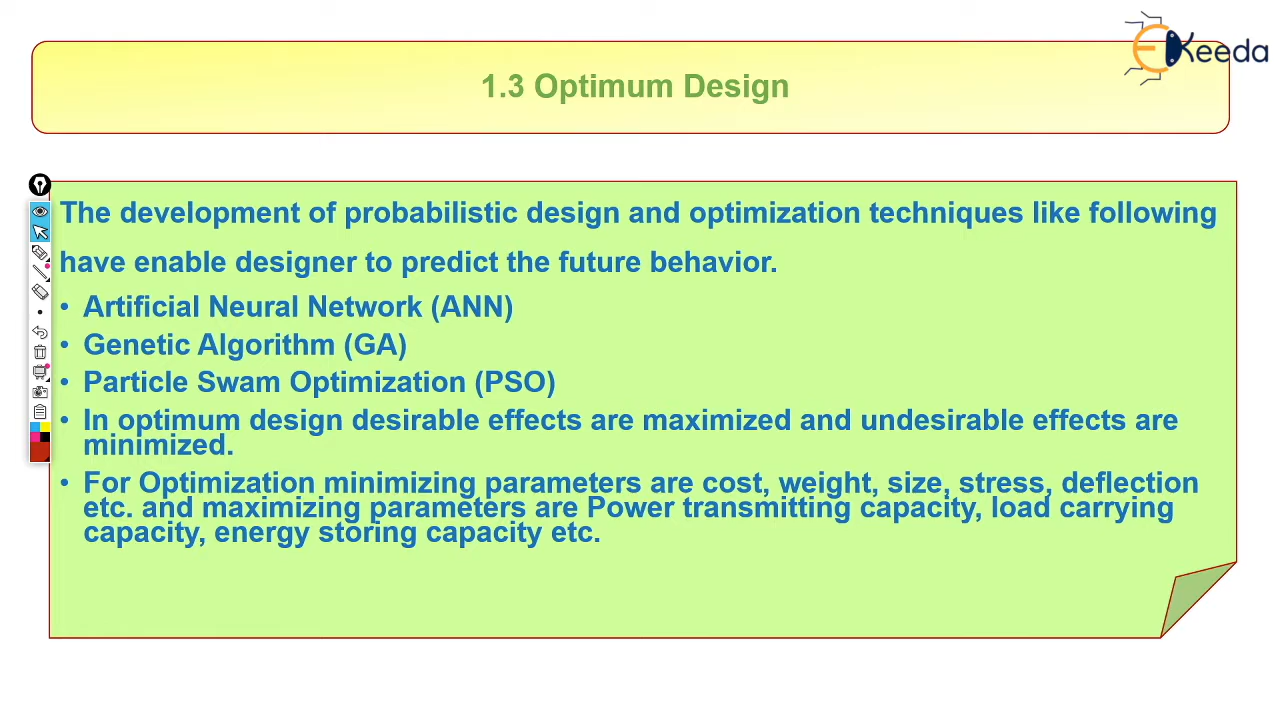 EKeeda
1.3 Optimum Design
The development of probabilistic design and optimization techniques like following
have enable designer to predict the future behavior.
• Artificial Neural Network (ANN)
• Genetic Algorithm (GA)
• Particle Swam Optimization (PSO)
• In optimum design desirable effects are maximized and undesirable effects are
minimized.
• For Optimization minimizing parameters are cost, weight, size, stress, deflection
etc. and maximizing parameters are Power transmitting capacity, load carrying
capacity, energy storing capacity etc.